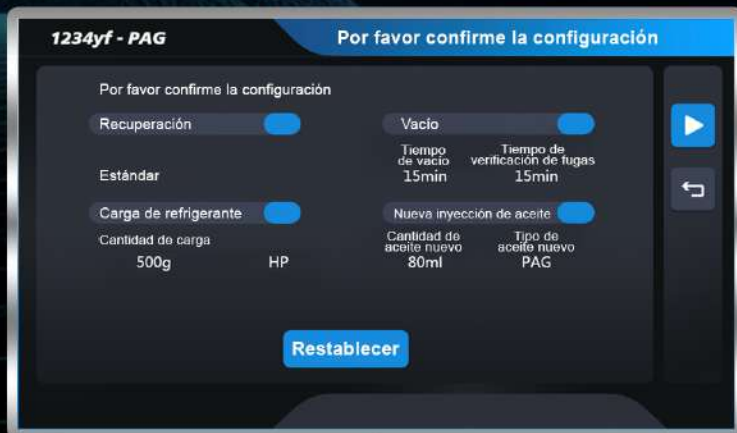 1234yf - PAG
Por favor confirme la configuración
Por favor confirme la configuración
Recuperación
Vacío
Tiempo de vacío
Tiempo de verificación de fugas
15min
15min
Estándar
Carga de refrigerante
Nueva inyección de aceite
Cantidad de carga
500g
HP
Cantidad de aceite nuevo
Tipo de aceite nuevo
80ml
PAG
Restablecer